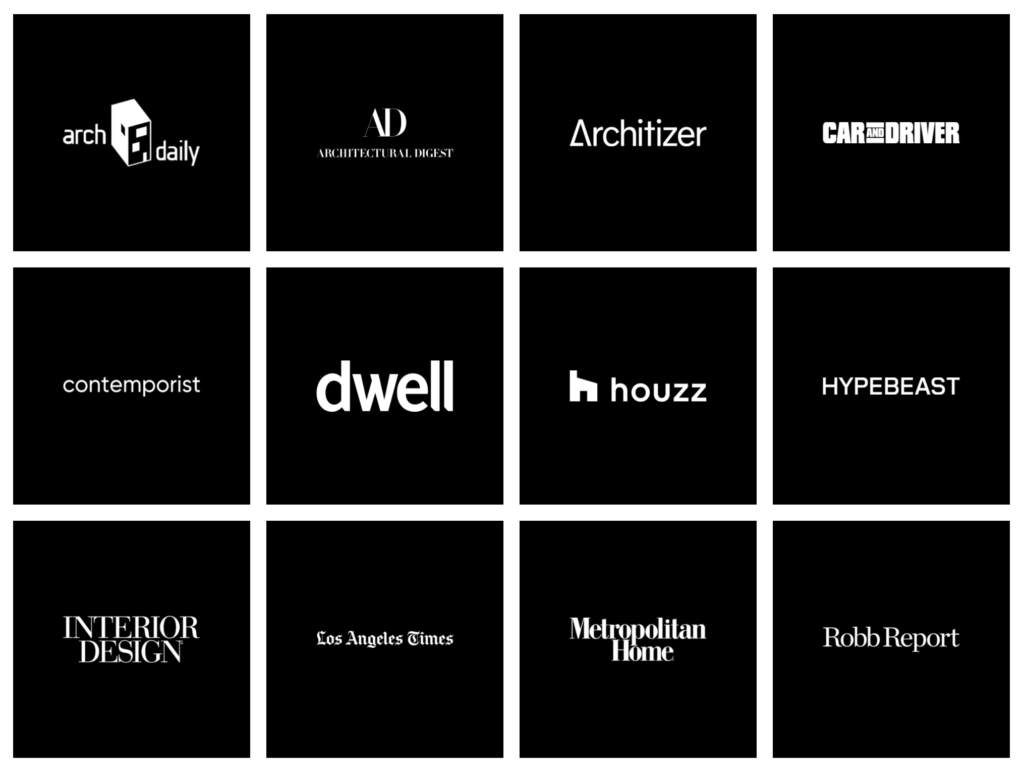 arch daily
AD
ARCHITECTURAL DIGEST
Architizer
CAR AND DRIVER
contemporist
dwell
houzz
HYPEBEAST
INTERIOR
DESIGN
Los Angeles Times
Metropolitan
Home
Robb Report